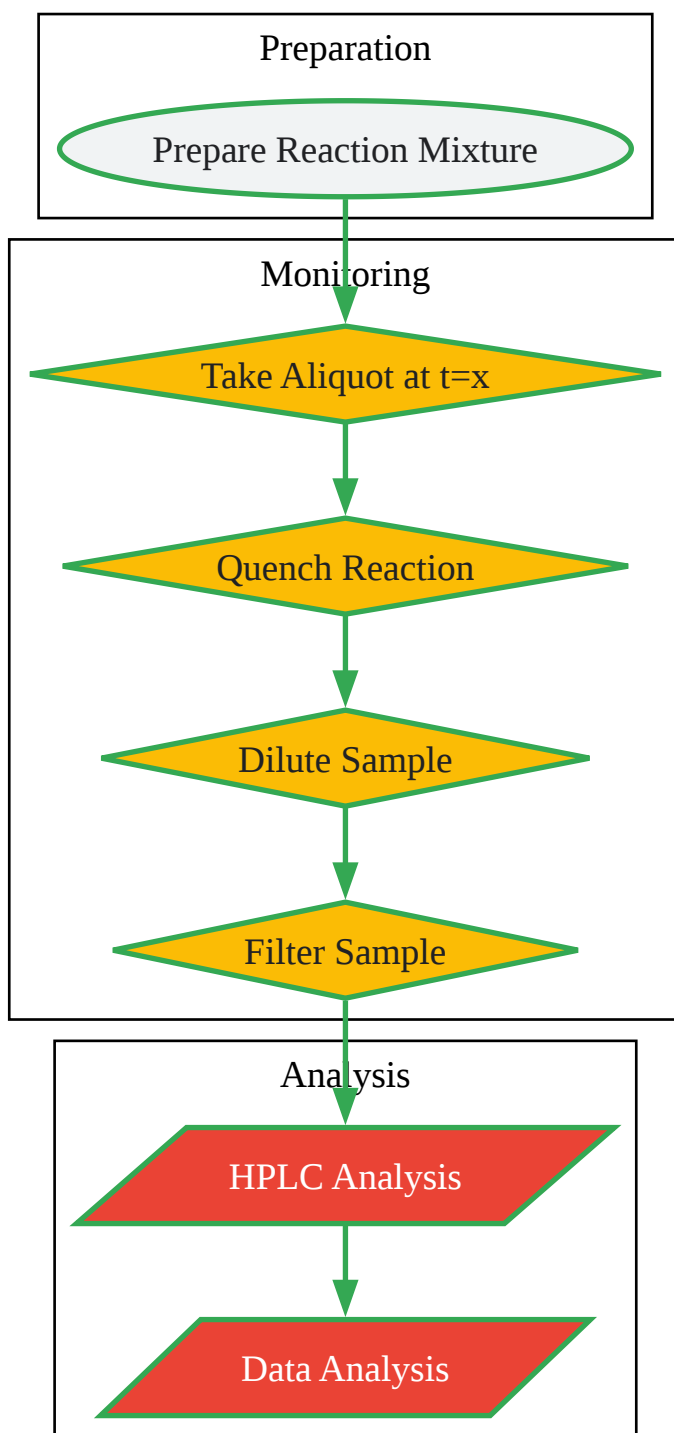 Preparation
Prepare Reaction Mixture
Monitoring
Take Aliquot at t=x
Quench Reaction
Dilute Sample
Filter Sample
Analysis
HPLC Analysis
Data Analysis